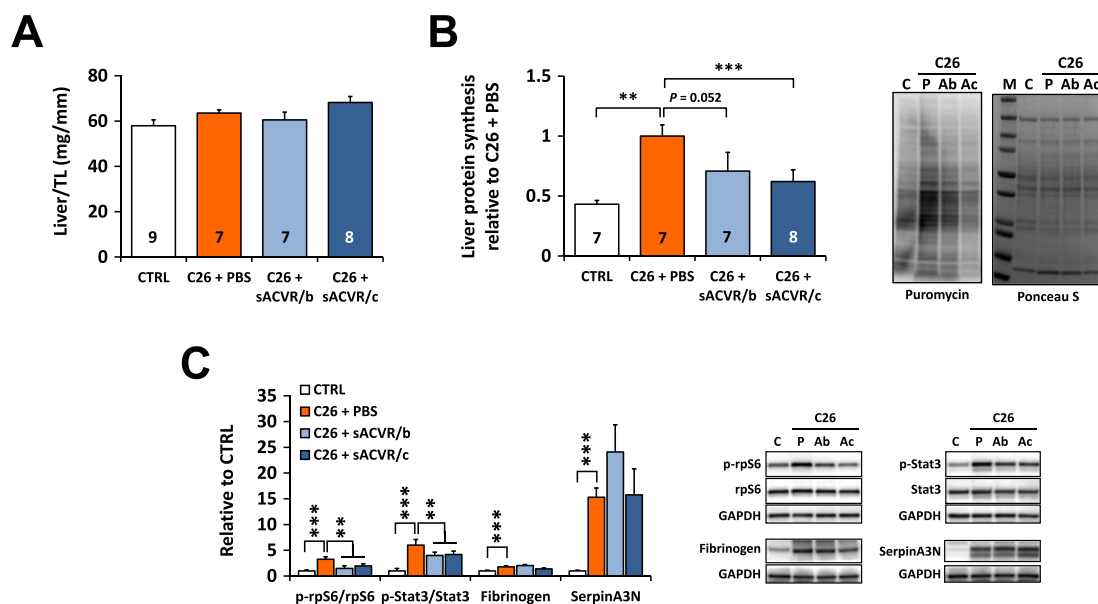 A
Liver/TL (mg/mm)
80
60
40
20
0
9
7
7
8
CTRL
C26 + PBS
C26 +
sACVR/b
C26 +
sACVR/c
B
Liver protein synthesis
relative to C26 + PBS
1.5
1
0.5
0
***
**
P = 0.052
7
7
7
8
CTRL
C26 + PBS
C26 +
sACVR/b
C26 +
sACVR/c
C26
C P Ab Ac
Puromycin
C26
M C P Ab Ac
Ponceau S
C
Relative to CTRL
35
30
25
20
15
10
5
0
CTRL
C26 + PBS
C26 + sACVR/b
C26 + sACVR/c
***
**
***
**
***
***
p-rpS6/rpS6
p-Stat3/Stat3
Fibrinogen
SerpinA3N
C26
C P Ab Ac
p-rpS6
rpS6
GAPDH
Fibrinogen
GAPDH
C26
C P Ab Ac
p-Stat3
Stat3
GAPDH
SerpinA3N
GAPDH